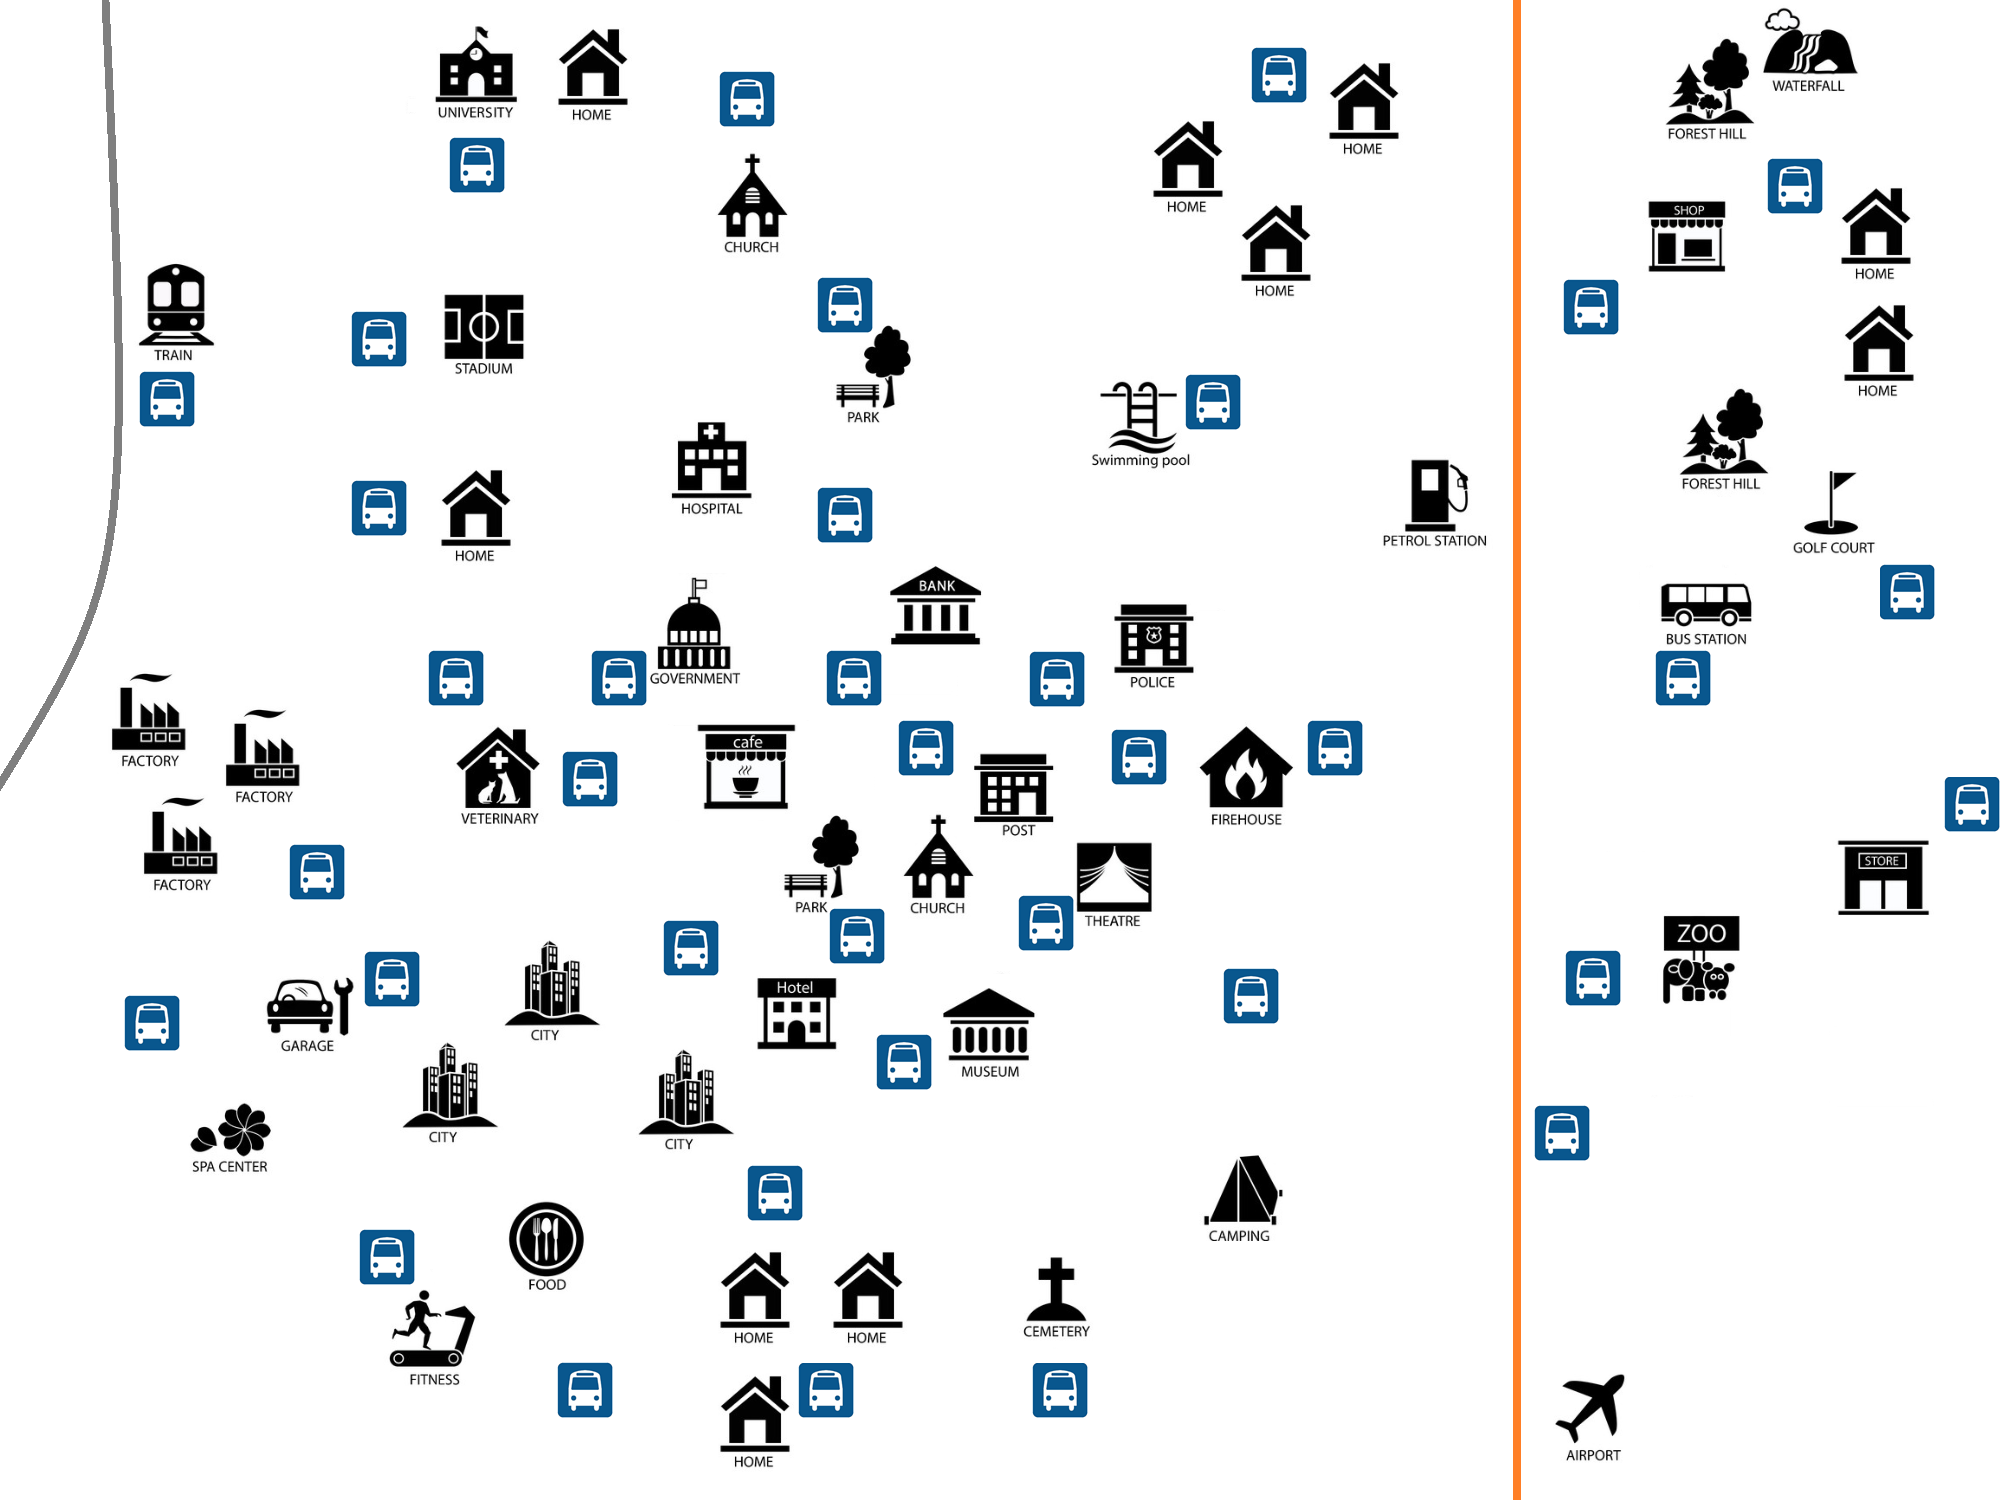 UNIVERSITY
HOME
WATERFALL
FOREST HILL
HOME
HOME
SHOP
CHURCH
HOME
HOME
TRAIN
STADIUM
PARK
HOME
Swimming pool
FOREST HILL
HOSPITAL
PETROL STATION
GOLF COURT
HOME
BANK
BUS STATION
GOVERNMENT
POLICE
cafe
FACTORY
FACTORY
VETERINARY
POST
FIREHOUSE
STORE
FACTORY
PARK
CHURCH
THEATRE
ZOO
Hotel
CITY
GARAGE
MUSEUM
CITY
CITY
SPA CENTER
CAMPING
FOOD
HOME
HOME
CEMETERY
FITNESS
AIRPORT
HOME